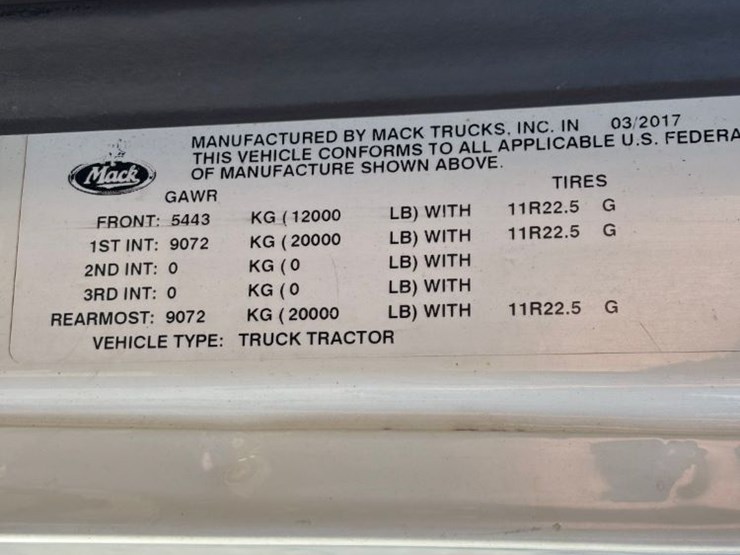 MANUFACTURED BY MACK TRUCKS, INC. IN 03/2017
THIS VEHICLE CONFORMS TO ALL APPLICABLE U.S. FEDERA
OF MANUFACTURE SHOWN ABOVE.
Mack
GAWR TIRES
FRONT: 5443 KG ( 12000 LB) WITH 11R22.5 G
1ST INT: 9072 KG ( 20000 LB) WITH 11R22.5 G
2ND INT: 0 KG ( 0 LB) WITH
3RD INT: 0 KG ( 0 LB) WITH
REARMOST: 9072 KG ( 20000 LB) WITH 11R22.5 G
VEHICLE TYPE: TRUCK TRACTOR